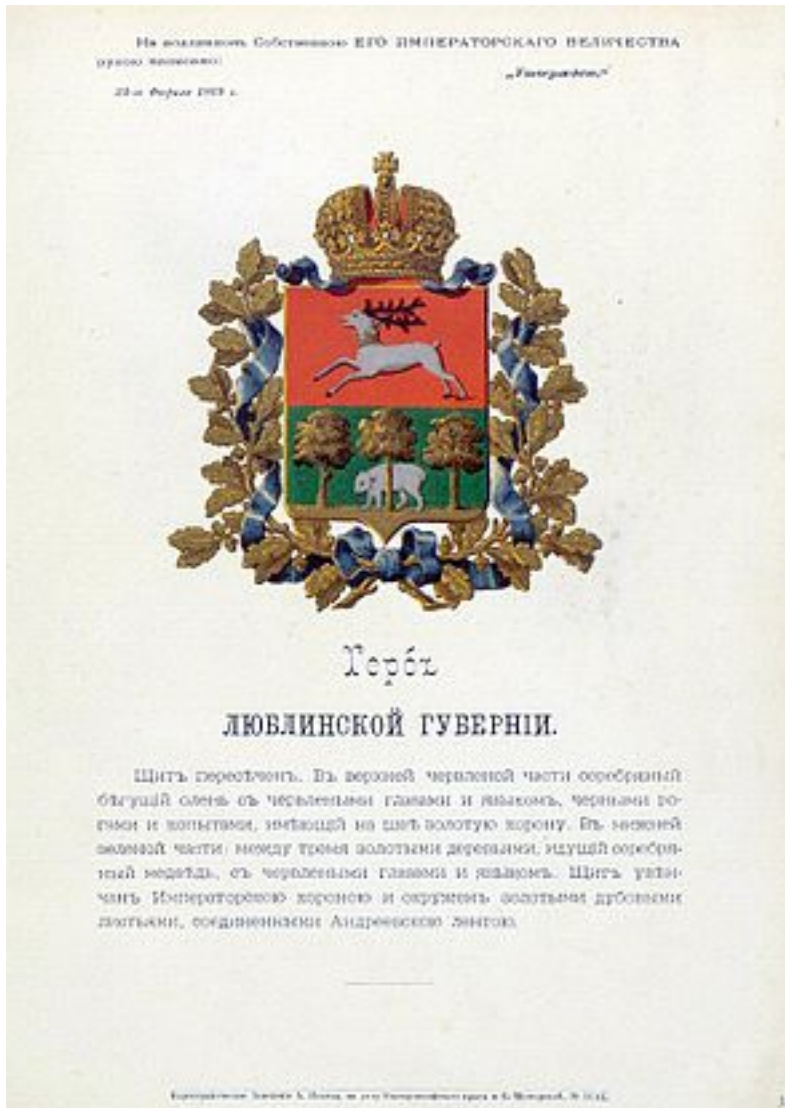 На подлинномъ Собственною ЕГО ИМПЕРАТОРСКАГО ВЕЛИЧЕСТВА
рукою написано:
„Утверждаю.“
Гербъ
ЛЮБЛИНСКОЙ ГУБЕРНІИ.
Щитъ пересѣченъ. Въ верхней червленой части серебряный
бѣгущій олень съ червлеными глазами и языкомъ, черными ро-
гами и копытами, имѣющій на шеѣ золотую корону. Въ нижней
зеленой части: между тремя золотыми деревьями, идущій серебря-
ный медвѣдь, съ червлеными глазами и языкомъ. Щитъ увѣн-
чанъ Императорскою короною и окруженъ золотыми дубовыми
листьями, соединенными Андреевскою лентою.